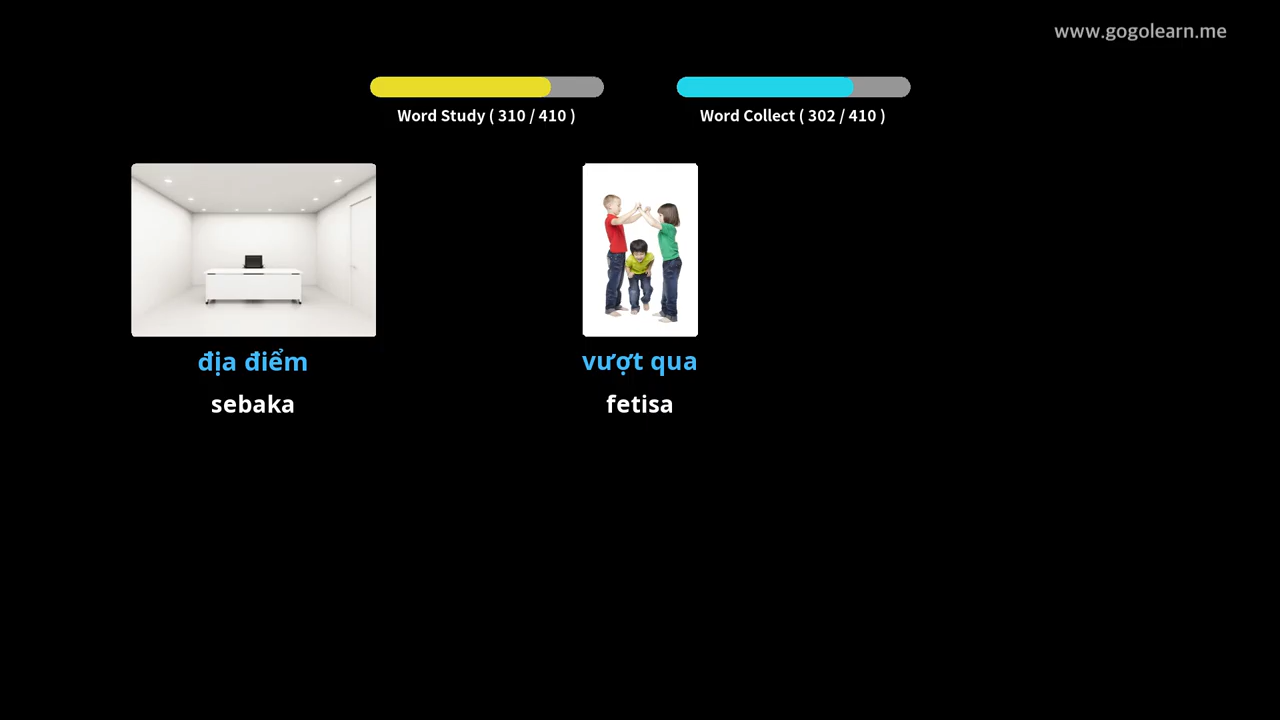 www.gogolearn.me
Word Study ( 310 / 410 )
Word Collect ( 302 / 410 )
địa điểm
sebaka
vượt qua
fetisa